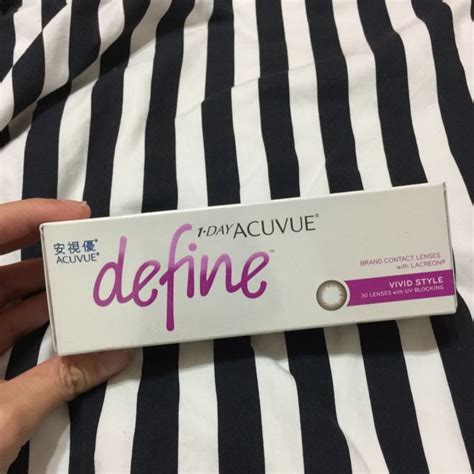 安視優®
ACUVUE®
1·DAY ACUVUE®
define™
BRAND CONTACT LENSES
with LACREON®
VIVID STYLE
30 LENSES with UV BLOCKING